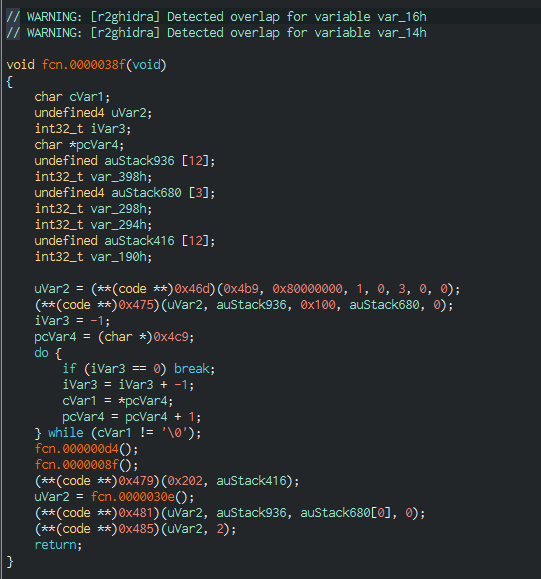 // WARNING: [r2ghidra] Detected overlap for variable var_16h
// WARNING: [r2ghidra] Detected overlap for variable var_14h
void fcn.0000038f(void)
{
char cVar1;
undefined4 uVar2;
int32_t iVar3;
char *pcVar4;
undefined auStack936 [12];
int32_t var_398h;
undefined4 auStack680 [3];
int32_t var_298h;
int32_t var_294h;
undefined auStack416 [12];
int32_t var_190h;
uVar2 = (**(code **)0x46d)(0x4b9, 0x80000000, 1, 0, 3, 0, 0);
(**(code **)0x475)(uVar2, auStack936, 0x100, auStack680, 0);
iVar3 = -1;
pcVar4 = (char *)0x4c9;
do {
if (iVar3 == 0) break;
iVar3 = iVar3 + -1;
cVar1 = *pcVar4;
pcVar4 = pcVar4 + 1;
} while (cVar1 != '\0');
fcn.000000d4();
fcn.0000008f();
(**(code **)0x479)(0x202, auStack416);
uVar2 = fcn.0000030e();
(**(code **)0x481)(uVar2, auStack936, auStack680[0], 0);
(**(code **)0x485)(uVar2, 2);
return;
}